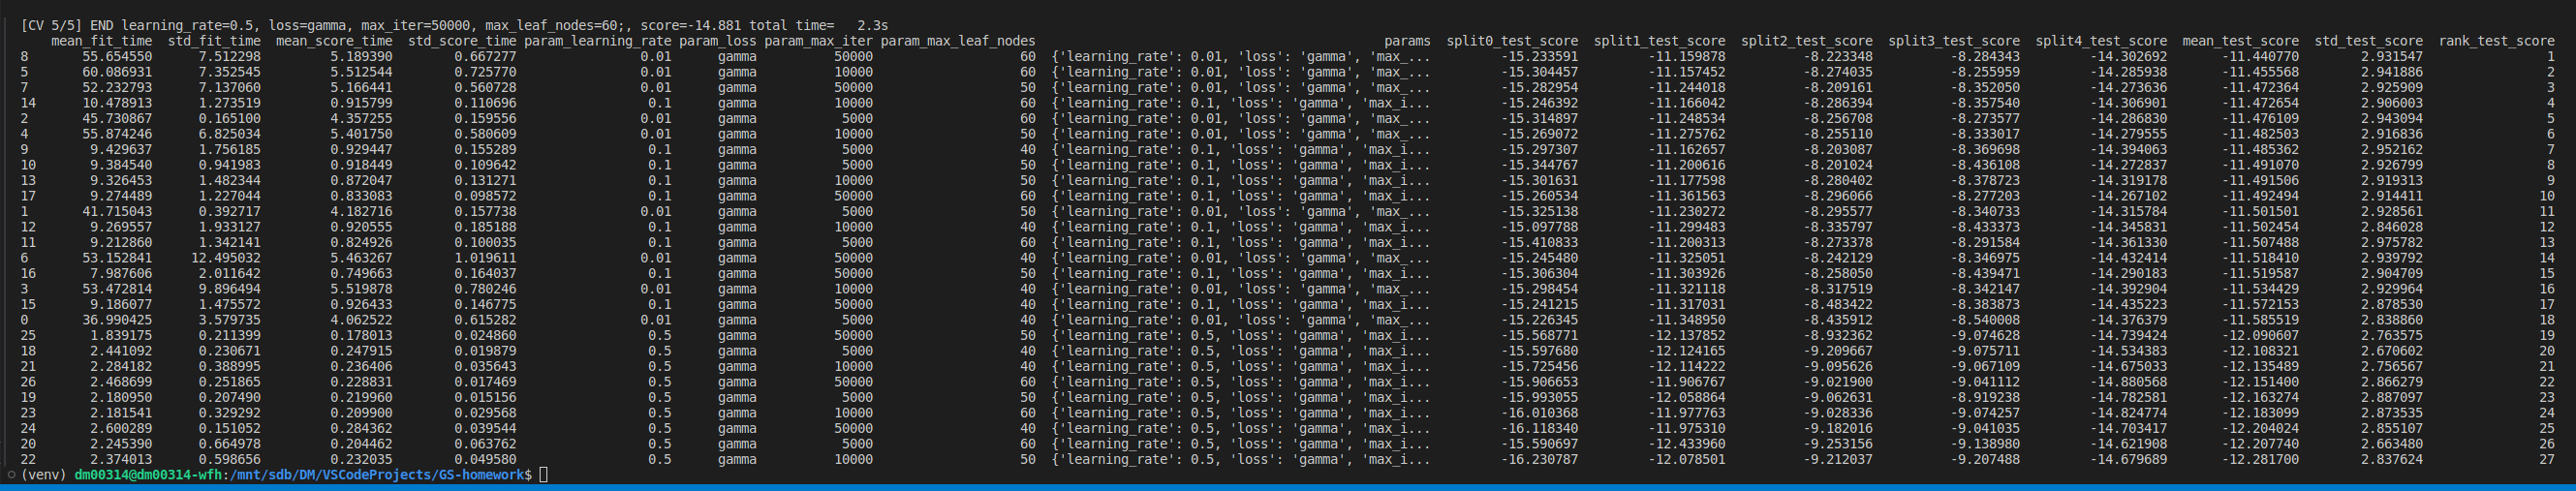 [CV 5/5] END learning_rate=0.5, loss=gamma, max_iter=50000, max_leaf_nodes=60;, score=-14.881 total time=   2.3s
mean_fit_time std_fit_time mean_score_time std_score_time param_learning_rate param_loss param_max_iter param_max_leaf_nodes params split0_test_score split1_test_score split2_test_score split3_test_score split4_test_score mean_test_score std_test_score rank_test_score
8 55.654550 7.512298 5.189390 0.667277 0.01 gamma 50000 60 {'learning_rate': 0.01, 'loss': 'gamma', 'max_... -15.233591 -11.159878 -8.223348 -8.284343 -14.302692 -11.440770 2.931547 1
5 60.086931 7.352545 5.512544 0.725770 0.01 gamma 10000 60 {'learning_rate': 0.01, 'loss': 'gamma', 'max_... -15.304457 -11.157452 -8.274035 -8.255959 -14.285938 -11.455568 2.941886 2
7 52.232793 7.137060 5.166441 0.560728 0.01 gamma 50000 50 {'learning_rate': 0.01, 'loss': 'gamma', 'max_... -15.282954 -11.244018 -8.209161 -8.352050 -14.273636 -11.472364 2.925909 3
14 10.478913 1.273519 0.915799 0.110696 0.1 gamma 10000 60 {'learning_rate': 0.1, 'loss': 'gamma', 'max_i... -15.246392 -11.166042 -8.286394 -8.357540 -14.306901 -11.472654 2.906003 4
2 45.730867 0.165100 4.357255 0.159556 0.01 gamma 5000 60 {'learning_rate': 0.01, 'loss': 'gamma', 'max_... -15.314897 -11.248534 -8.256708 -8.273577 -14.286830 -11.476109 2.943094 5
4 55.874246 6.825034 5.401750 0.580609 0.01 gamma 10000 50 {'learning_rate': 0.01, 'loss': 'gamma', 'max_... -15.269072 -11.275762 -8.255110 -8.333017 -14.279555 -11.482503 2.916836 6
9 9.429637 1.756185 0.929447 0.155289 0.1 gamma 5000 40 {'learning_rate': 0.1, 'loss': 'gamma', 'max_i... -15.297307 -11.162657 -8.203087 -8.369698 -14.394063 -11.485362 2.952162 7
10 9.384540 0.941983 0.918449 0.109642 0.1 gamma 5000 50 {'learning_rate': 0.1, 'loss': 'gamma', 'max_i... -15.344767 -11.200616 -8.201024 -8.436108 -14.272837 -11.491070 2.926799 8
13 9.326453 1.482344 0.872047 0.131271 0.1 gamma 10000 50 {'learning_rate': 0.1, 'loss': 'gamma', 'max_i... -15.301631 -11.177598 -8.280402 -8.378723 -14.319178 -11.491506 2.919313 9
17 9.274489 1.227044 0.833083 0.098572 0.1 gamma 50000 60 {'learning_rate': 0.1, 'loss': 'gamma', 'max_i... -15.260534 -11.361563 -8.296066 -8.277203 -14.267102 -11.492494 2.914411 10
1 41.715043 0.392717 4.182716 0.157738 0.01 gamma 5000 50 {'learning_rate': 0.01, 'loss': 'gamma', 'max_... -15.325138 -11.230272 -8.295577 -8.340733 -14.315784 -11.501501 2.928561 11
12 9.269557 1.933127 0.920555 0.185188 0.1 gamma 10000 40 {'learning_rate': 0.1, 'loss': 'gamma', 'max_i... -15.097788 -11.299483 -8.335797 -8.433373 -14.345831 -11.502454 2.846028 12
11 9.212860 1.342141 0.824926 0.100035 0.1 gamma 5000 60 {'learning_rate': 0.1, 'loss': 'gamma', 'max_i... -15.410833 -11.200313 -8.273378 -8.291584 -14.361330 -11.507488 2.975782 13
6 53.152841 12.495032 5.463267 1.019611 0.01 gamma 50000 40 {'learning_rate': 0.01, 'loss': 'gamma', 'max_... -15.245480 -11.325051 -8.242129 -8.346975 -14.432414 -11.518410 2.939792 14
16 7.987606 2.011642 0.749663 0.164037 0.1 gamma 50000 50 {'learning_rate': 0.1, 'loss': 'gamma', 'max_i... -15.306304 -11.303926 -8.258050 -8.439471 -14.290183 -11.519587 2.904709 15
3 53.472814 9.896494 5.519878 0.780246 0.01 gamma 10000 40 {'learning_rate': 0.01, 'loss': 'gamma', 'max_... -15.298454 -11.321118 -8.317519 -8.342147 -14.392904 -11.534429 2.929964 16
15 9.186077 1.475572 0.926433 0.146775 0.1 gamma 50000 40 {'learning_rate': 0.1, 'loss': 'gamma', 'max_i... -15.241215 -11.317031 -8.483422 -8.383873 -14.435223 -11.572153 2.878530 17
0 36.990425 3.579735 4.062522 0.615282 0.01 gamma 5000 40 {'learning_rate': 0.01, 'loss': 'gamma', 'max_... -15.226345 -11.348950 -8.435912 -8.540008 -14.376379 -11.585519 2.838860 18
25 1.839175 0.211399 0.178013 0.024860 0.5 gamma 50000 50 {'learning_rate': 0.5, 'loss': 'gamma', 'max_i... -15.568771 -12.137852 -8.932362 -9.074628 -14.739424 -12.090607 2.763575 19
18 2.441092 0.230671 0.247915 0.019879 0.5 gamma 5000 40 {'learning_rate': 0.5, 'loss': 'gamma', 'max_i... -15.597680 -12.124165 -9.209667 -9.075711 -14.534383 -12.108321 2.670602 20
21 2.284182 0.388995 0.236406 0.035643 0.5 gamma 10000 40 {'learning_rate': 0.5, 'loss': 'gamma', 'max_i... -15.725456 -12.114222 -9.095626 -9.067109 -14.675033 -12.135489 2.756567 21
26 2.468699 0.251865 0.228831 0.017469 0.5 gamma 50000 60 {'learning_rate': 0.5, 'loss': 'gamma', 'max_i... -15.906653 -11.906767 -9.021900 -9.041112 -14.880568 -12.151400 2.866279 22
19 2.180950 0.207490 0.219960 0.015156 0.5 gamma 5000 50 {'learning_rate': 0.5, 'loss': 'gamma', 'max_i... -15.993055 -12.058864 -9.062631 -8.919238 -14.782581 -12.163274 2.887097 23
23 2.181541 0.329292 0.209900 0.029568 0.5 gamma 10000 60 {'learning_rate': 0.5, 'loss': 'gamma', 'max_i... -16.010368 -11.977763 -9.028336 -9.074257 -14.824774 -12.183099 2.873535 24
24 2.600289 0.151052 0.284362 0.039544 0.5 gamma 50000 40 {'learning_rate': 0.5, 'loss': 'gamma', 'max_i... -16.118340 -11.975310 -9.182016 -9.041035 -14.703417 -12.204024 2.855107 25
20 2.245390 0.664978 0.204462 0.063762 0.5 gamma 5000 60 {'learning_rate': 0.5, 'loss': 'gamma', 'max_i... -15.590697 -12.433960 -9.253156 -9.138980 -14.621908 -12.207740 2.663480 26
22 2.374013 0.598656 0.232035 0.049580 0.5 gamma 10000 50 {'learning_rate': 0.5, 'loss': 'gamma', 'max_i... -16.230787 -12.078501 -9.212037 -9.207488 -14.679689 -12.281700 2.837624 27
(venv) dm00314@dm00314-wfh:/mnt/sdb/DM/VSCodeProjects/GS-homework$